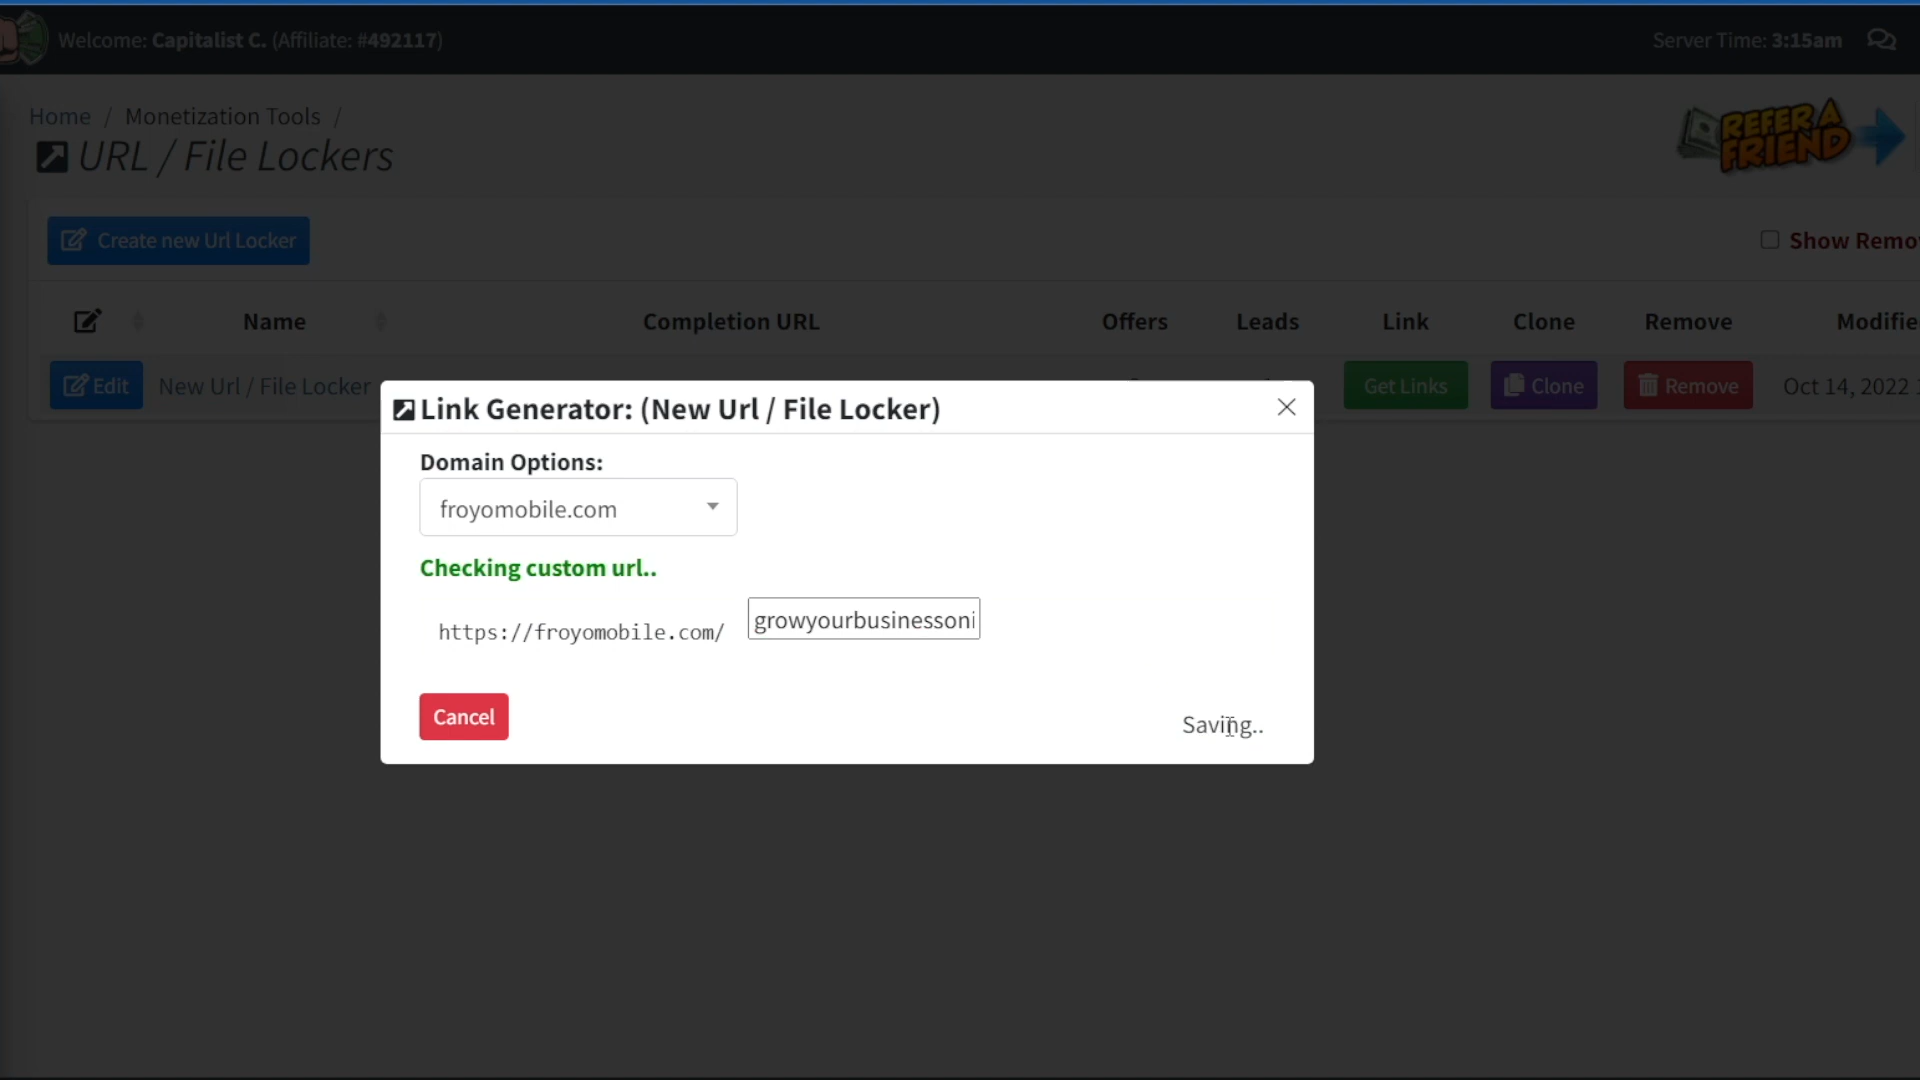 Welcome: Capitalist C. (Affiliate: #492117)
Server Time: 3:15am
Home / Monetization Tools /
URL / File Lockers
REFER A
FRIEND
Create new Url Locker
Show Remo
Name Completion URL Offers Leads Link Clone Remove Modifie
Edit New Url / File Locker Get Links Clone Remove Oct 14, 2022
Link Generator: (New Url / File Locker)
Domain Options:
froyomobile.com
Checking custom url..
https://froyomobile.com/ growyourbusinessoni
Cancel
Saving..